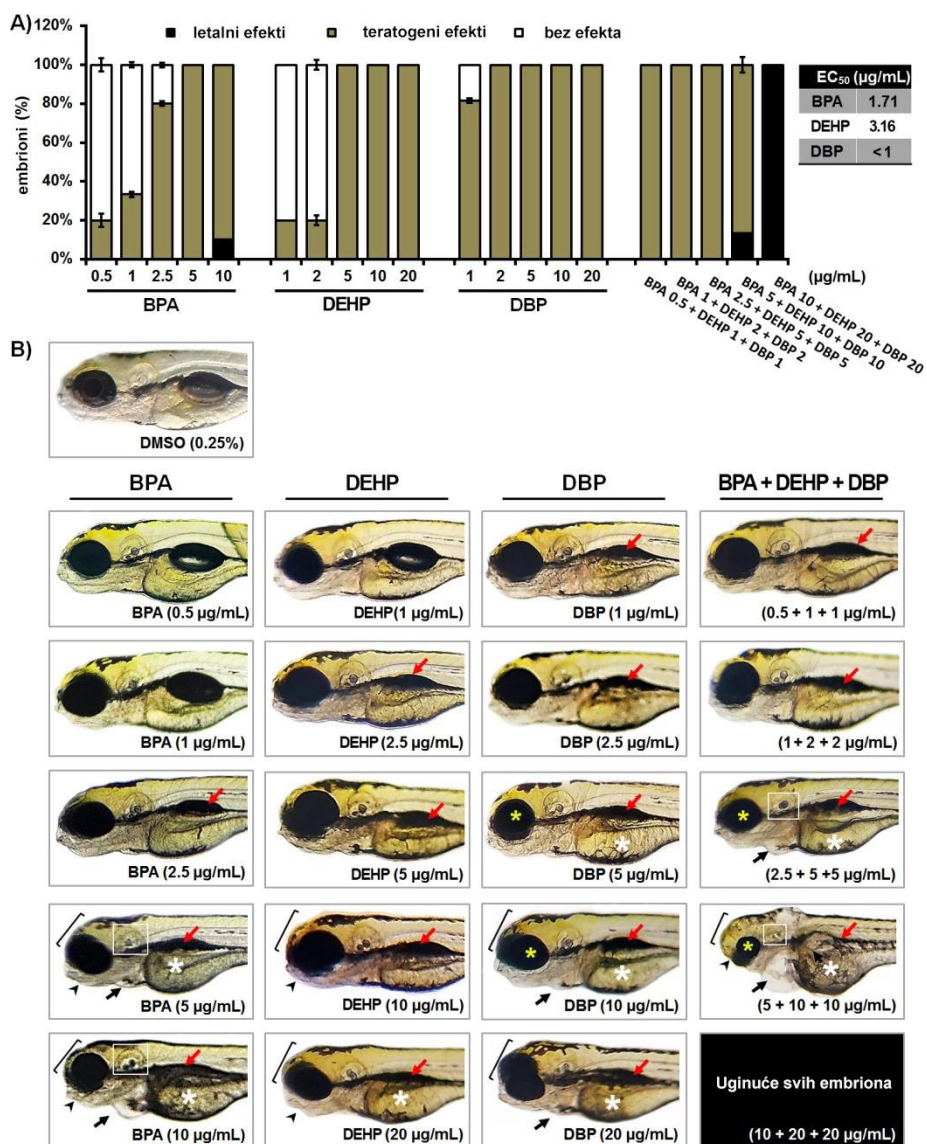 A)
120%
100%
80%
60%
40%
20%
0%
embrioni (%)
letalni efekti teratogeni efekti bez efekta
EC₅₀ (µg/mL)
BPA 1.71
DEHP 3.16
DBP <1
0.5 1 2.5 5 10
BPA
1 2 5 10 20
DEHP
1 2 5 10 20
DBP
(µg/mL)
BPA 0.5 + DEHP 1 + DBP 1
BPA 1 + DEHP 2 + DBP 2
BPA 2.5 + DEHP 5 + DBP 5
BPA 5 + DEHP 10 + DBP 10
BPA 10 + DEHP 20 + DBP 20
B)
DMSO (0.25%)
BPA DEHP DBP BPA + DEHP + DBP
BPA (0.5 µg/mL) DEHP (1 µg/mL) DBP (1 µg/mL) (0.5 + 1 + 1 µg/mL)
BPA (1 µg/mL) DEHP (2.5 µg/mL) DBP (2.5 µg/mL) (1 + 2 + 2 µg/mL)
BPA (2.5 µg/mL) DEHP (5 µg/mL) DBP (5 µg/mL) (2.5 + 5 +5 µg/mL)
BPA (5 µg/mL) DEHP (10 µg/mL) DBP (10 µg/mL) (5 + 10 + 10 µg/mL)
Uginuće svih embriona
BPA (10 µg/mL) DEHP (20 µg/mL) DBP (20 µg/mL) (10 + 20 + 20 µg/mL)